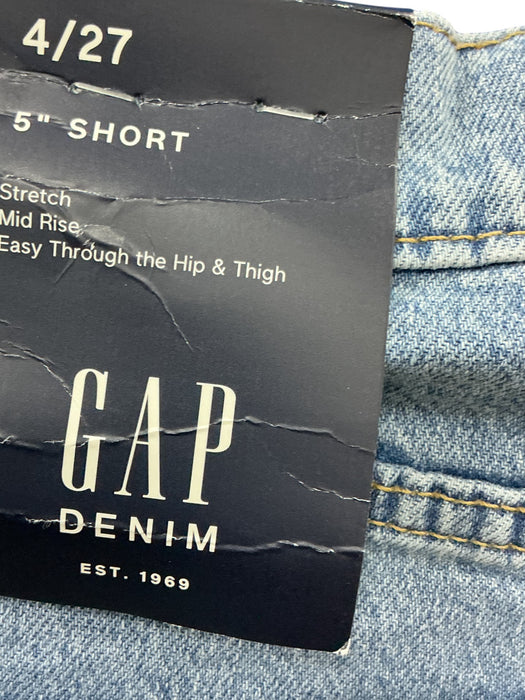 4/27
5" SHORT
Stretch
Mid Rise
Easy Through the Hip & Thigh
GAP
DENIM
EST. 1969